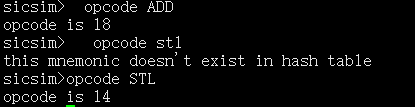 sicsim>  opcode ADD
opcode is 18
sicsim>   opcode stl
this mnemonic doesn't exist in hash table
sicsim>opcode STL
opcode is 14